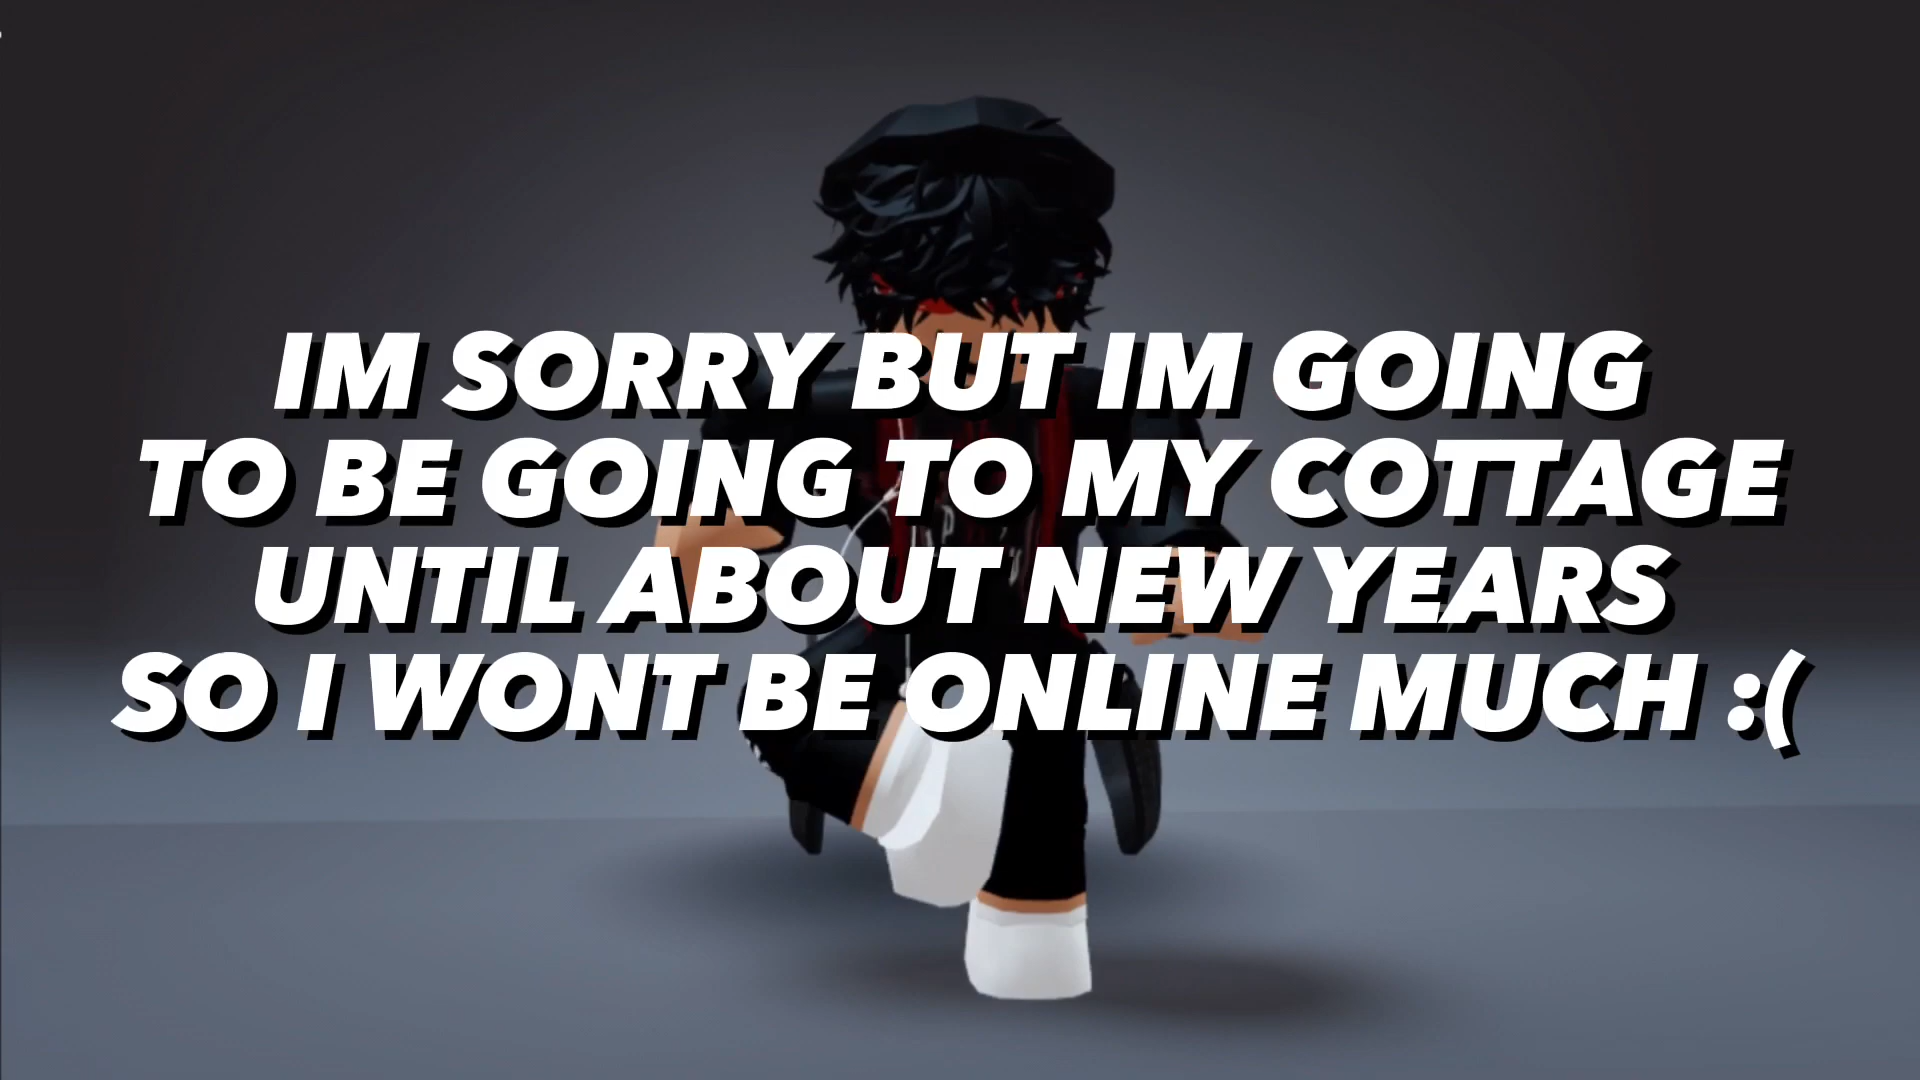 IM SORRY BUT IM GOING
TO BE GOING TO MY COTTAGE
UNTIL ABOUT NEW YEARS
SO I WONT BE ONLINE MUCH :(